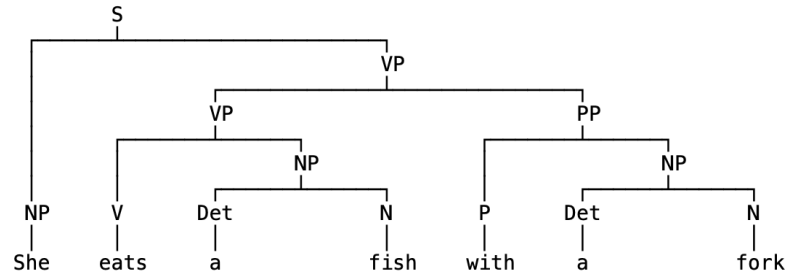 S
VP
VP PP
NP NP
NP V Det N P Det N
She eats a fish with a fork